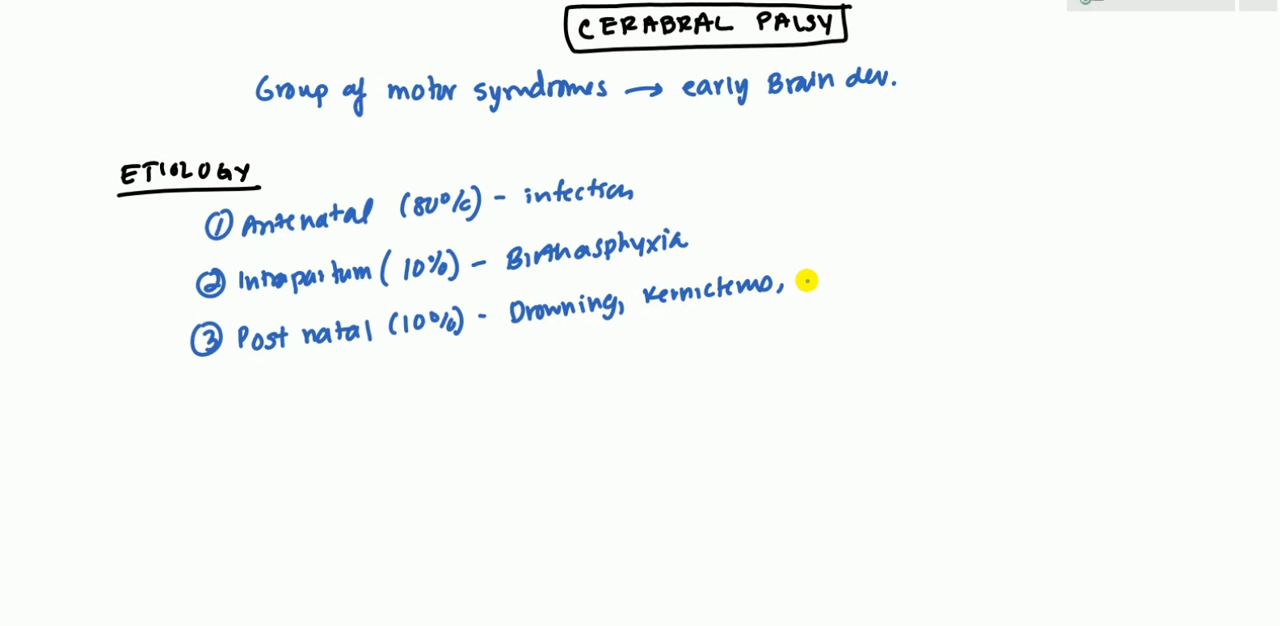 CERABRAL PALSY
Group of motor syndromes → early Brain dev.
ETIOLOGY
① Antenatal (80%) - infection
② Intrapartum (10%) - Birthasphyxia
③ Post natal (10%) - Drowning, Kernicterus,